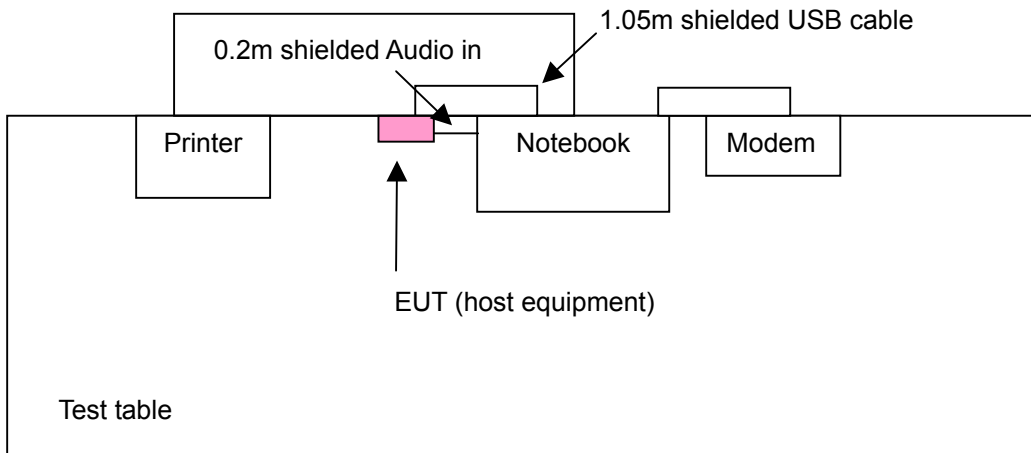 1.05m shielded USB cable
0.2m shielded Audio in
Printer
Notebook
Modem
EUT (host equipment)
Test table